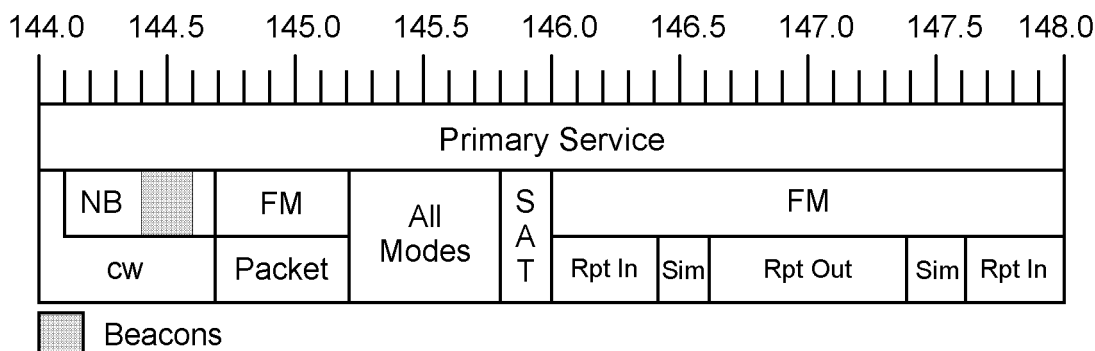 144.0 144.5 145.0 145.5 146.0 146.5 147.0 147.5 148.0
Primary Service
NB
FM
All
Modes
S
A
T
FM
cw
Packet
Rpt In
Sim
Rpt Out
Sim
Rpt In
Beacons